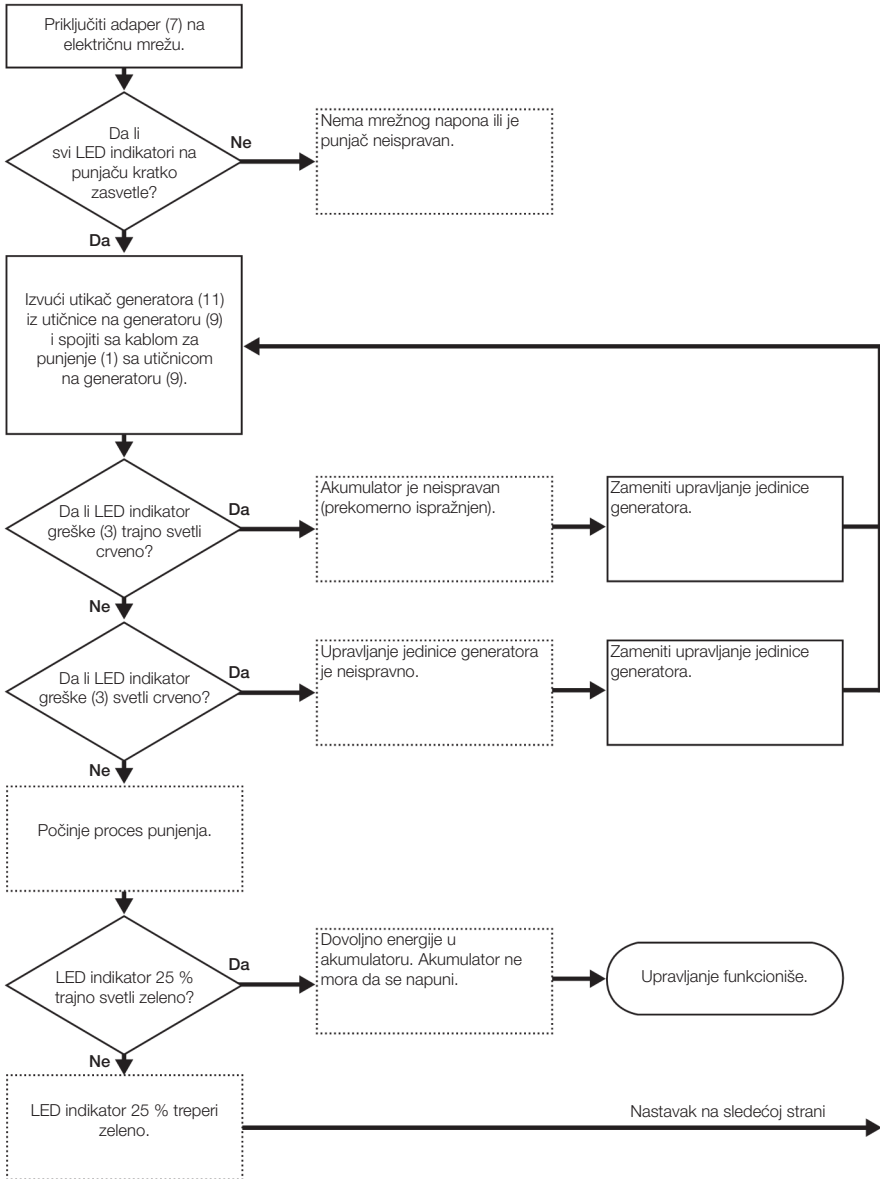 Priključiti adaper (7) na
električnu mrežu.
Da li
svi LED indikatori na
punjaču kratko
zasvetle?
Ne
Nema mrežnog napona ili je
punjač neispravan.
Da
Izvući utikač generatora (11)
iz utičnice na generatoru (9)
i spojiti sa kablom za
punjenje (1) sa utičnicom
na generatoru (9).
Da li LED indikator
greške (3) trajno svetli
crveno?
Da
Akumulator je neispravan
(prekomerno ispražnjen).
Zameniti upravljanje jedinice
generatora.
Ne
Da li LED indikator
greške (3) svetli crveno?
Da
Upravljanje jedinice generatora
je neispravno.
Zameniti upravljanje jedinice
generatora.
Ne
Počinje proces punjenja.
LED indikator 25 %
trajno svetli zeleno?
Da
Dovoljno energije u
akumulatoru. Akumulator ne
mora da se napuni.
Upravljanje funkcioniše.
Ne
LED indikator 25 % treperi
zeleno.
Nastavak na sledećoj strani